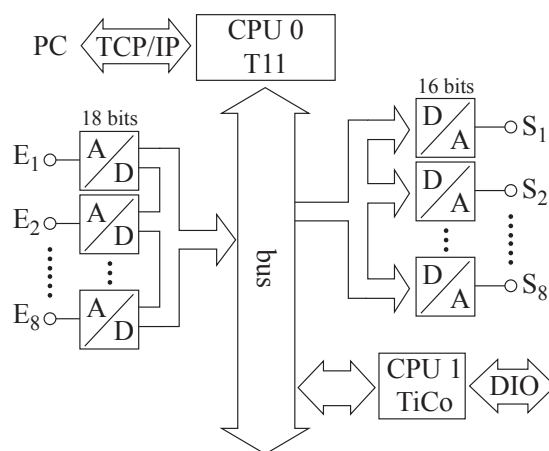 PC TCP/IP CPU 0
T11
18 bits
E1 A D
E2 A D
E8 A D
bus
16 bits
D A S1
D A S2
D A S8
CPU 1
TiCo
DIO